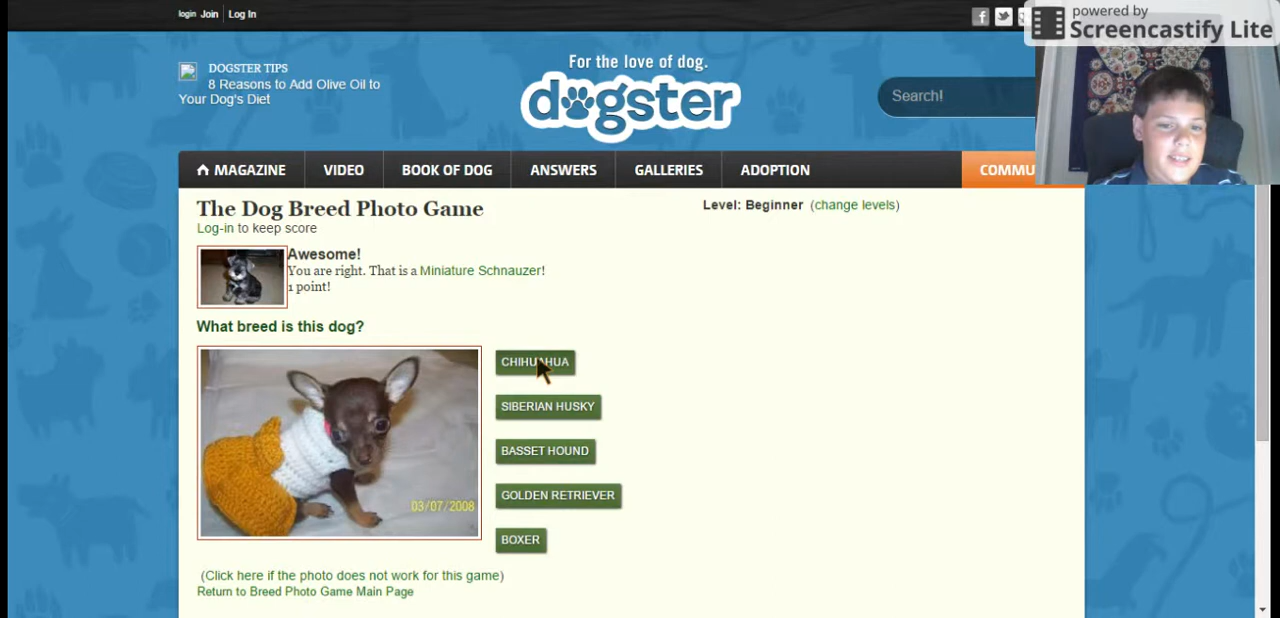 login Join Log In
powered by
Screencastify Lite
DOGSTER TIPS
8 Reasons to Add Olive Oil to
Your Dog's Diet
For the love of dog.
dogster
Search!
MAGAZINE VIDEO BOOK OF DOG ANSWERS GALLERIES ADOPTION COMMU
The Dog Breed Photo Game
Level: Beginner (change levels)
Log-in to keep score
Awesome!
You are right. That is a Miniature Schnauzer!
1 point!
What breed is this dog?
CHIHUAHUA
SIBERIAN HUSKY
BASSET HOUND
GOLDEN RETRIEVER
BOXER
03/07/2008
(Click here if the photo does not work for this game)
Return to Breed Photo Game Main Page